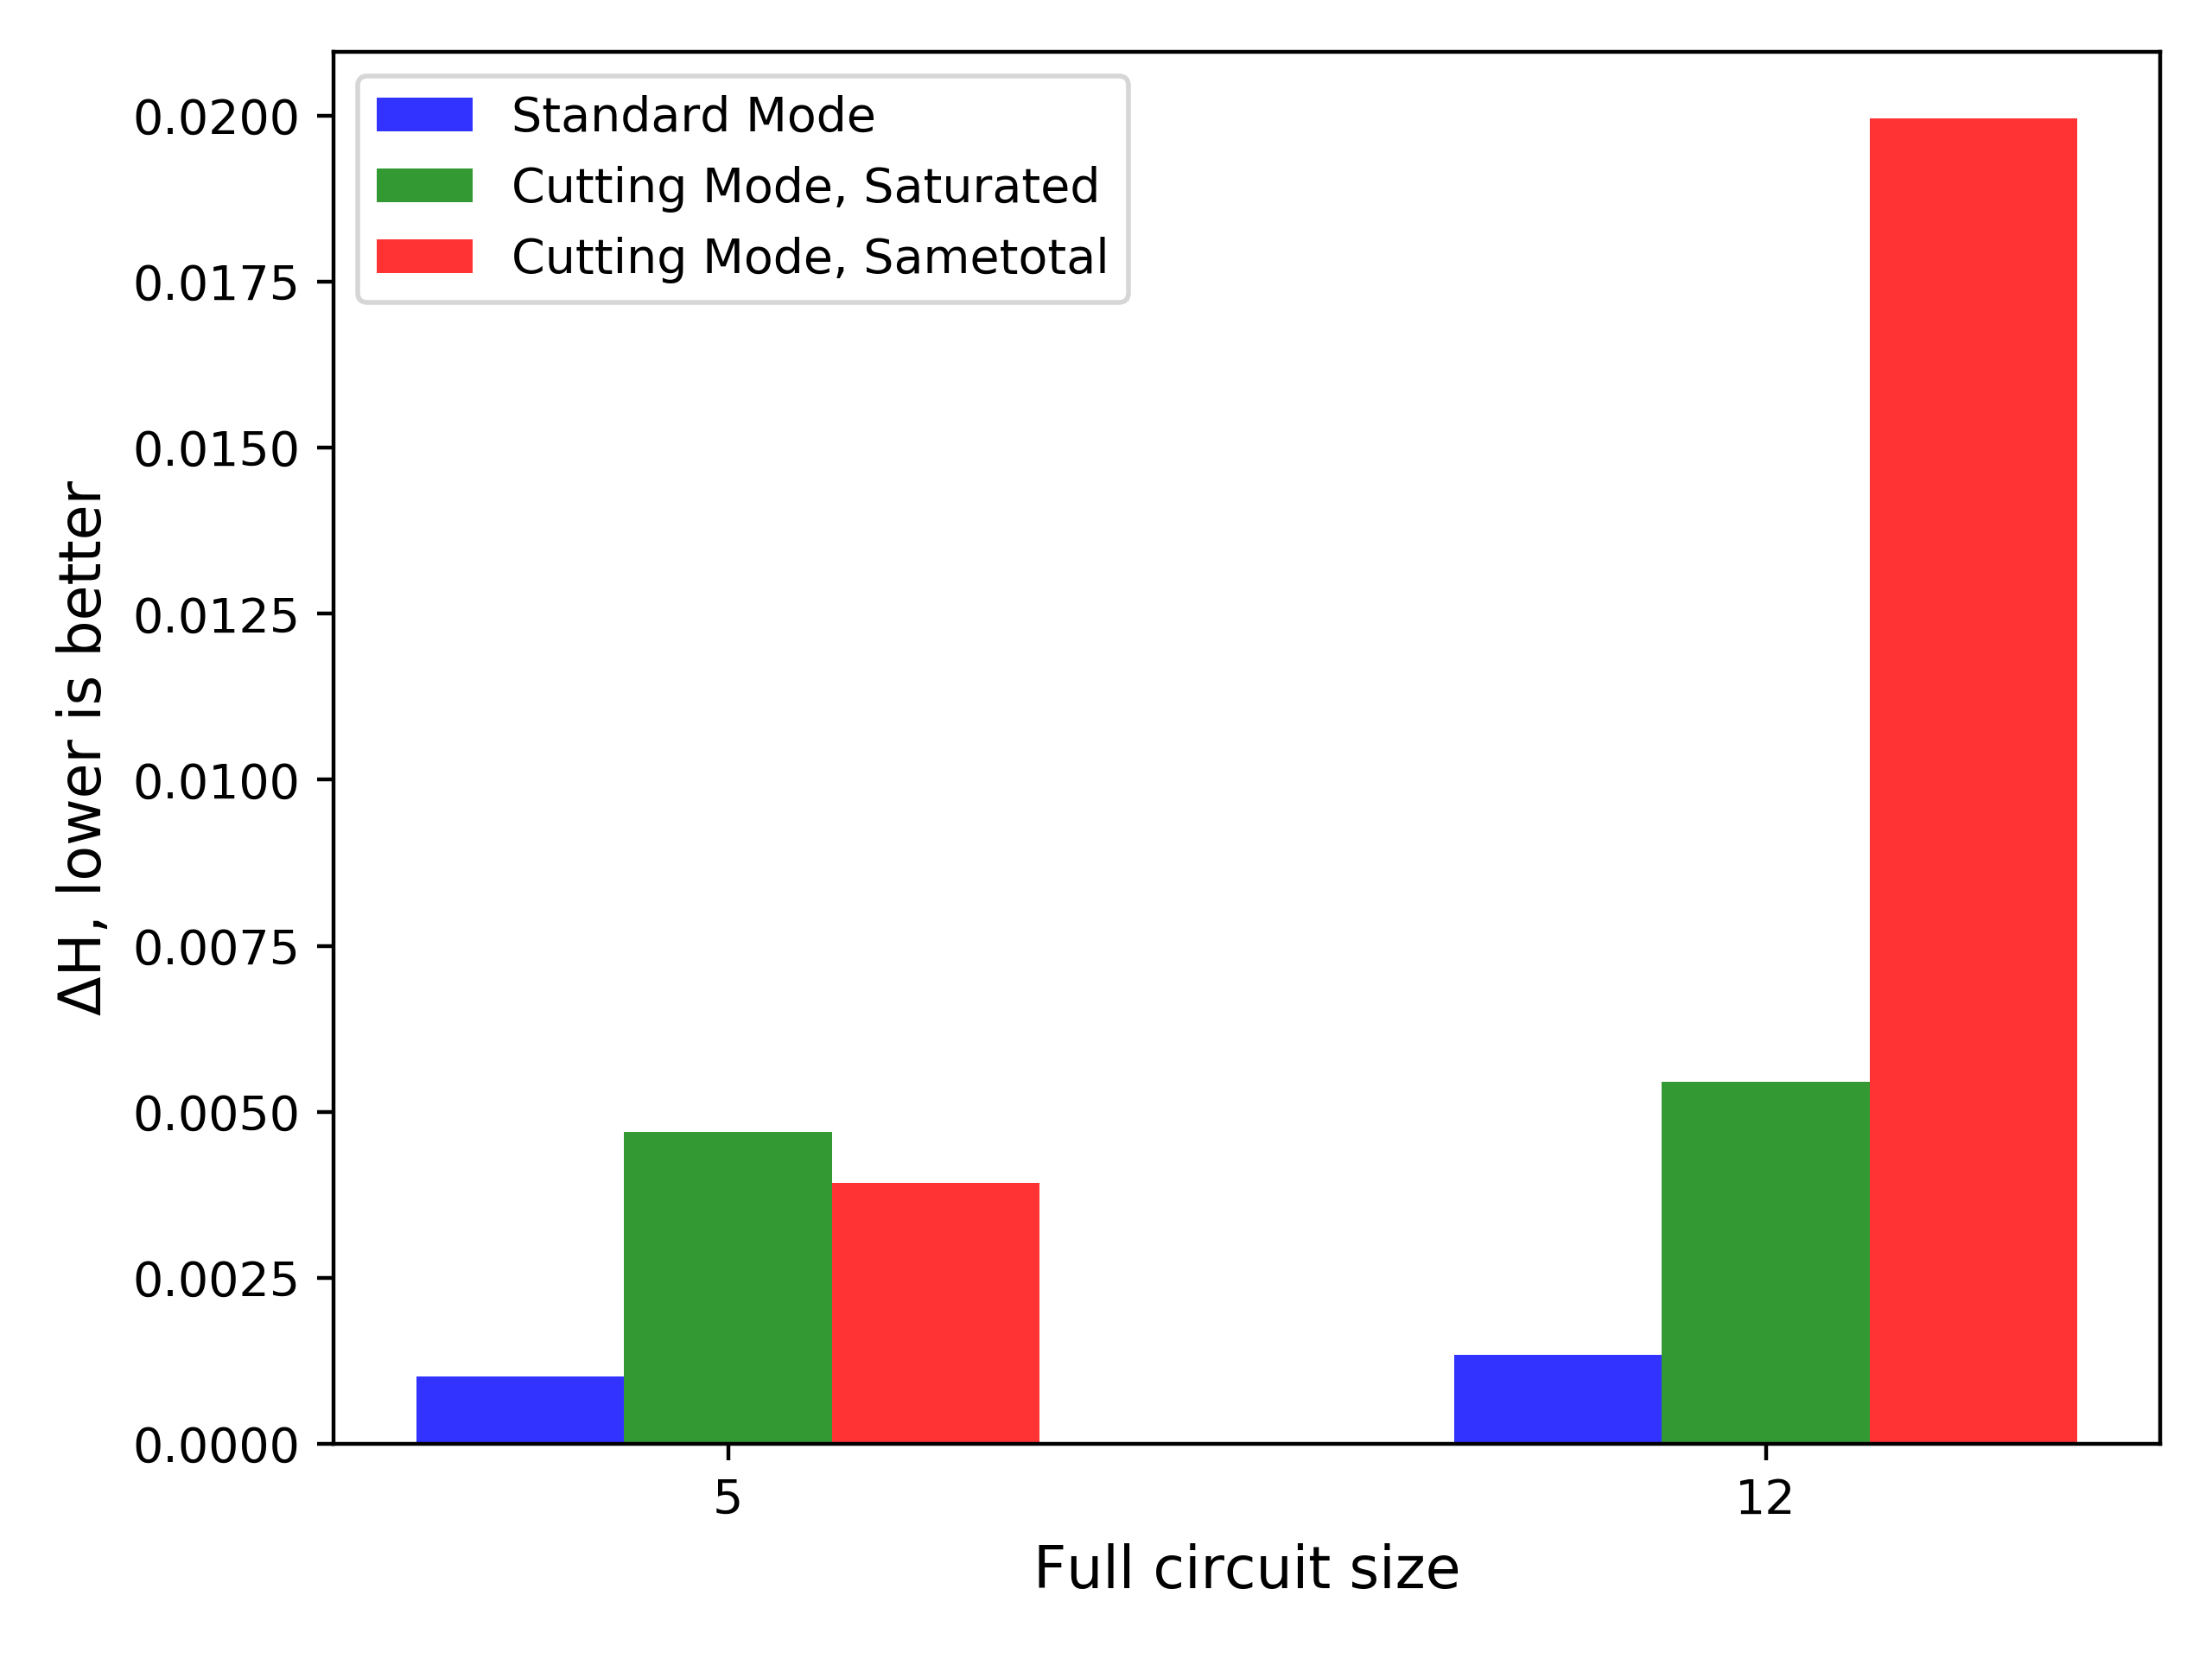 Standard Mode
Cutting Mode, Saturated
Cutting Mode, Sametotal
0.0200
0.0175
0.0150
0.0125
0.0100
0.0075
0.0050
0.0025
0.0000
ΔH, lower is better
5
12
Full circuit size